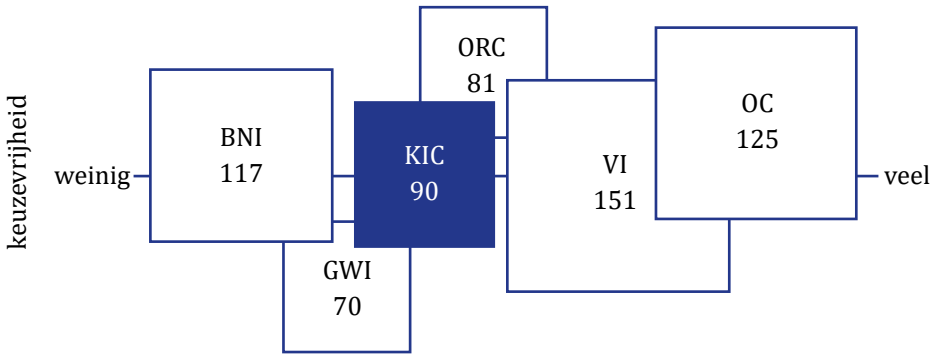 keuzevrijheid
weinig
BNI
117
GWI
70
KIC
90
ORC
81
VI
151
OC
125
veel